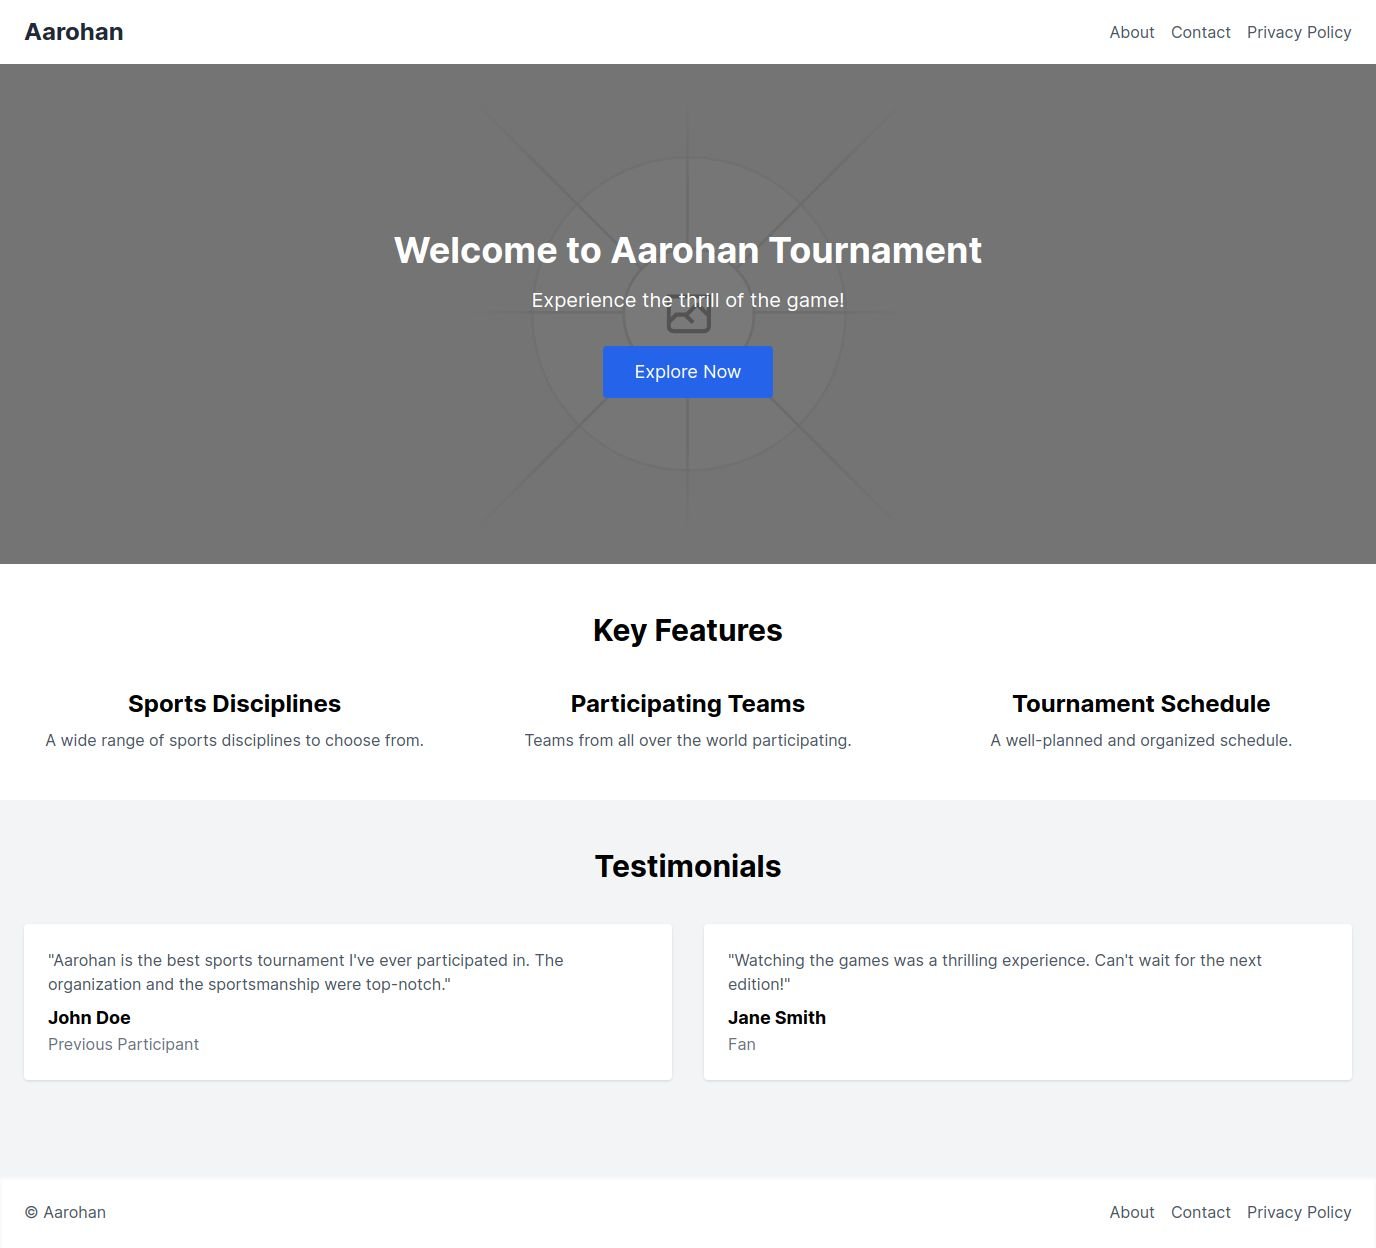 Aarohan
About Contact Privacy Policy
Welcome to Aarohan Tournament
Experience the thrill of the game!
Explore Now
Key Features
Sports Disciplines
A wide range of sports disciplines to choose from.
Participating Teams
Teams from all over the world participating.
Tournament Schedule
A well-planned and organized schedule.
Testimonials
"Aarohan is the best sports tournament I've ever participated in. The
organization and the sportsmanship were top-notch."
John Doe
Previous Participant
"Watching the games was a thrilling experience. Can't wait for the next
edition!"
Jane Smith
Fan
© Aarohan
About Contact Privacy Policy